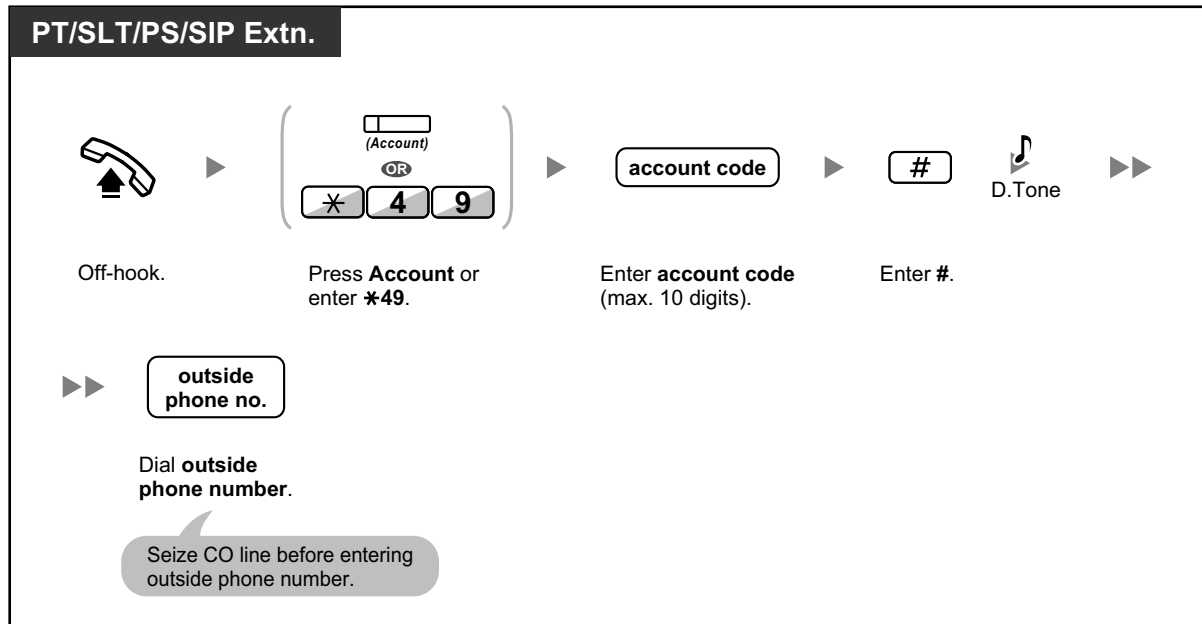 PT/SLT/PS/SIP Extn.
(Account)
OR
* 4 9
account code
#
D.Tone
Off-hook.
Press Account or
enter *49.
Enter account code
(max. 10 digits).
Enter #.
outside
phone no.
Dial outside
phone number.
Seize CO line before entering
outside phone number.